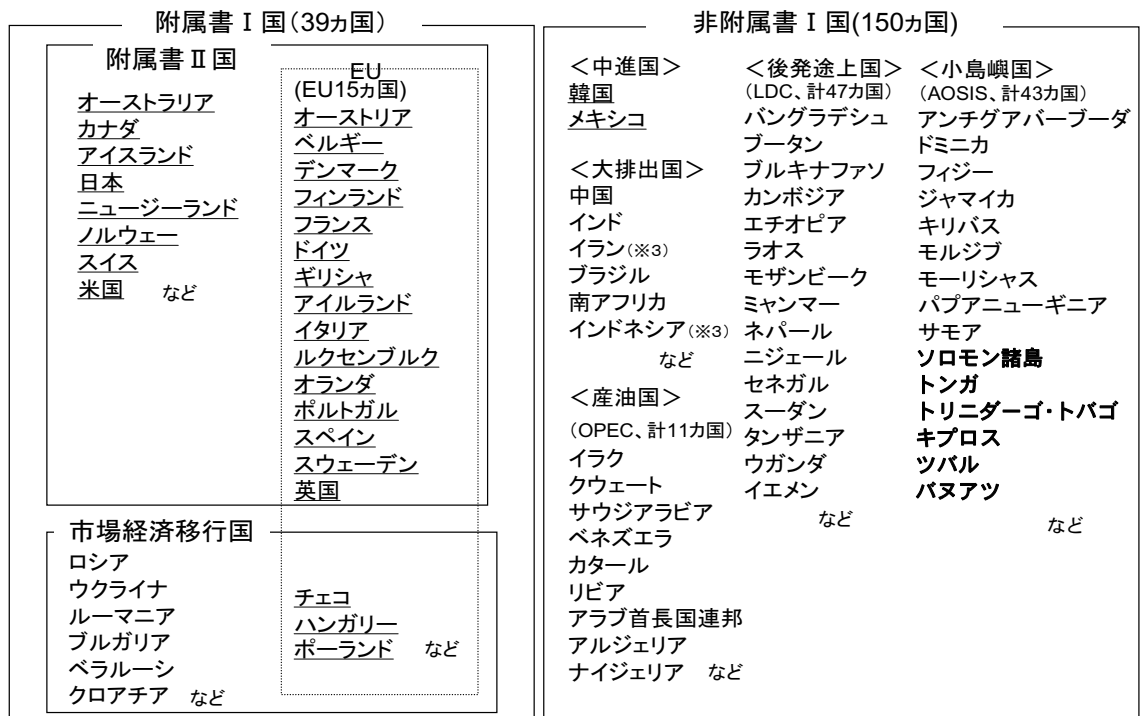 附属書Ⅰ国(39ヵ国)
附属書Ⅱ国
オーストラリア
カナダ
アイスランド
日本
ニュージーランド
ノルウェー
スイス
米国 など
EU
(EU15ヵ国)
オーストリア
ベルギー
デンマーク
フィンランド
フランス
ドイツ
ギリシャ
アイルランド
イタリア
ルクセンブルク
オランダ
ポルトガル
スペイン
スウェーデン
英国
市場経済移行国
ロシア
ウクライナ
ルーマニア
ブルガリア
ベラルーシ
クロアチア など
チェコ
ハンガリー
ポーランド など
非附属書Ⅰ国(150ヵ国)
<中進国>
韓国
メキシコ
<大排出国>
中国
インド
イラン(※3)
ブラジル
南アフリカ
インドネシア(※3)
など
<産油国>
(OPEC、計11カ国)
イラク
クウェート
サウジアラビア
ベネズエラ
カタール
リビア
アラブ首長国連邦
アルジェリア
ナイジェリア など
<後発途上国>
(LDC、計47カ国)
バングラデシュ
ブータン
ブルキナファソ
カンボジア
エチオピア
ラオス
モザンビーク
ミャンマー
ネパール
ニジェール
セネガル
スーダン
タンザニア
ウガンダ
イエメン
など
<小島嶼国>
(AOSIS、計43カ国)
アンチグアバーブーダ
ドミニカ
フィジー
ジャマイカ
キリバス
モルジブ
モーリシャス
パプアニューギニア
サモア
ソロモン諸島
トンガ
トリニダーゴ・トバゴ
キプロス
ツバル
バヌアツ
など